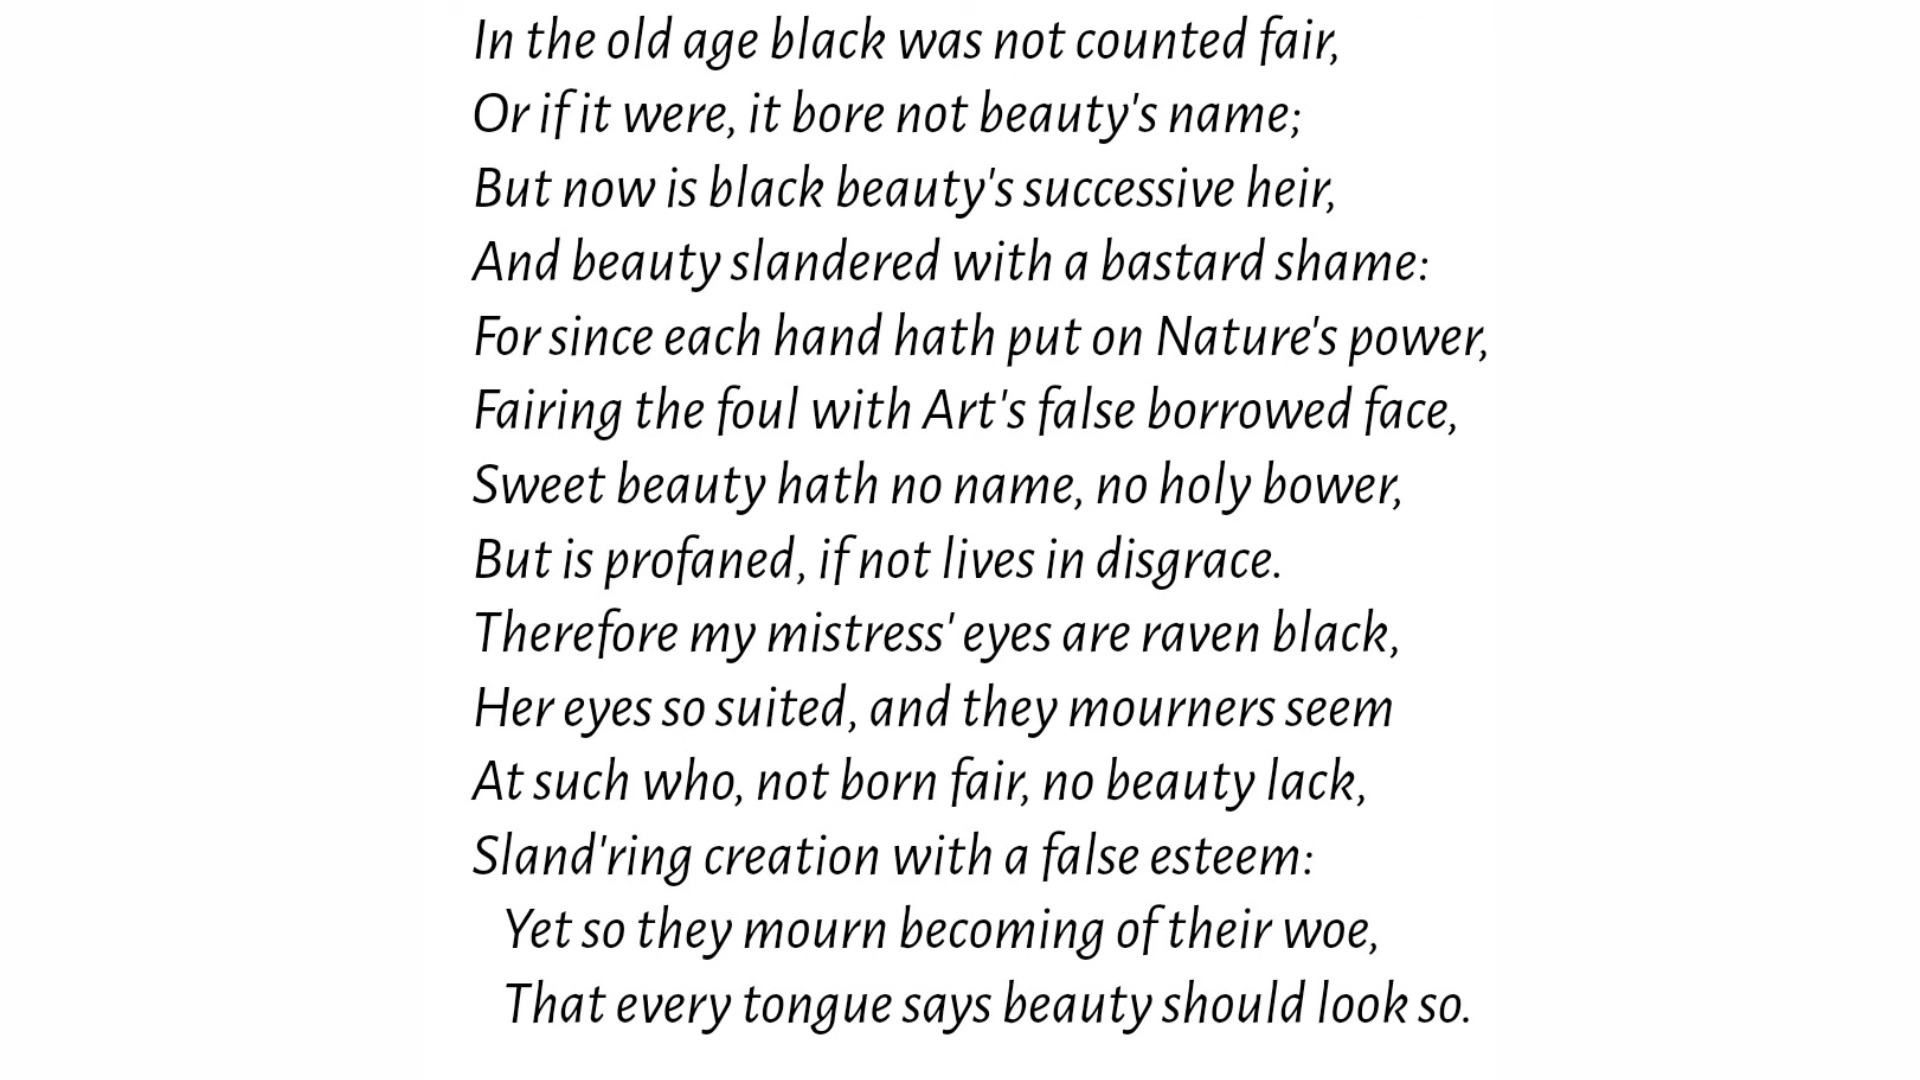 In the old age black was not counted fair,
Or if it were, it bore not beauty's name;
But now is black beauty's successive heir,
And beauty slandered with a bastard shame:
For since each hand hath put on Nature's power,
Fairing the foul with Art's false borrowed face,
Sweet beauty hath no name, no holy bower,
But is profaned, if not lives in disgrace.
Therefore my mistress' eyes are raven black,
Her eyes so suited, and they mourners seem
At such who, not born fair, no beauty lack,
Sland'ring creation with a false esteem:
Yet so they mourn becoming of their woe,
That every tongue says beauty should look so.